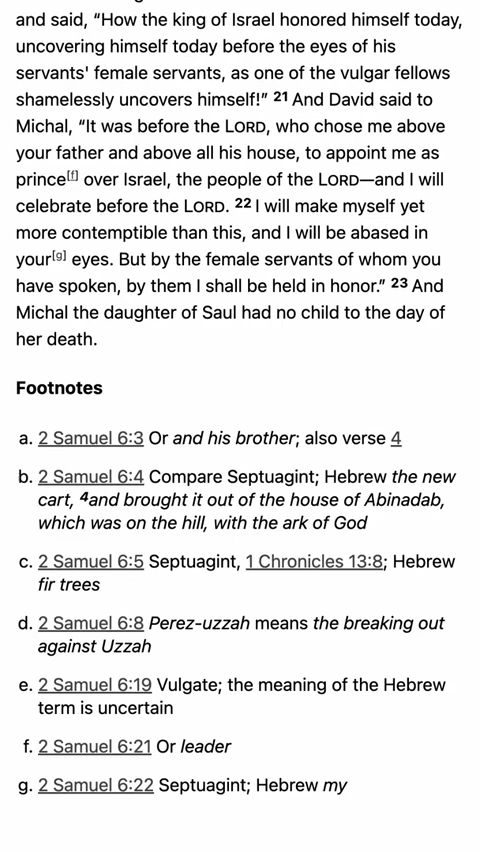 and said, “How the king of Israel honored himself today,
uncovering himself today before the eyes of his
servants' female servants, as one of the vulgar fellows
shamelessly uncovers himself!” 21 And David said to
Michal, “It was before the LORD, who chose me above
your father and above all his house, to appoint me as
prince[f] over Israel, the people of the LORD—and I will
celebrate before the LORD. 22 I will make myself yet
more contemptible than this, and I will be abased in
your[g] eyes. But by the female servants of whom you
have spoken, by them I shall be held in honor.” 23 And
Michal the daughter of Saul had no child to the day of
her death.
Footnotes
a. 2 Samuel 6:3 Or and his brother; also verse 4
b. 2 Samuel 6:4 Compare Septuagint; Hebrew the new
cart, 4and brought it out of the house of Abinadab,
which was on the hill, with the ark of God
c. 2 Samuel 6:5 Septuagint, 1 Chronicles 13:8; Hebrew
fir trees
d. 2 Samuel 6:8 Perez-uzzah means the breaking out
against Uzzah
e. 2 Samuel 6:19 Vulgate; the meaning of the Hebrew
term is uncertain
f. 2 Samuel 6:21 Or leader
g. 2 Samuel 6:22 Septuagint; Hebrew my